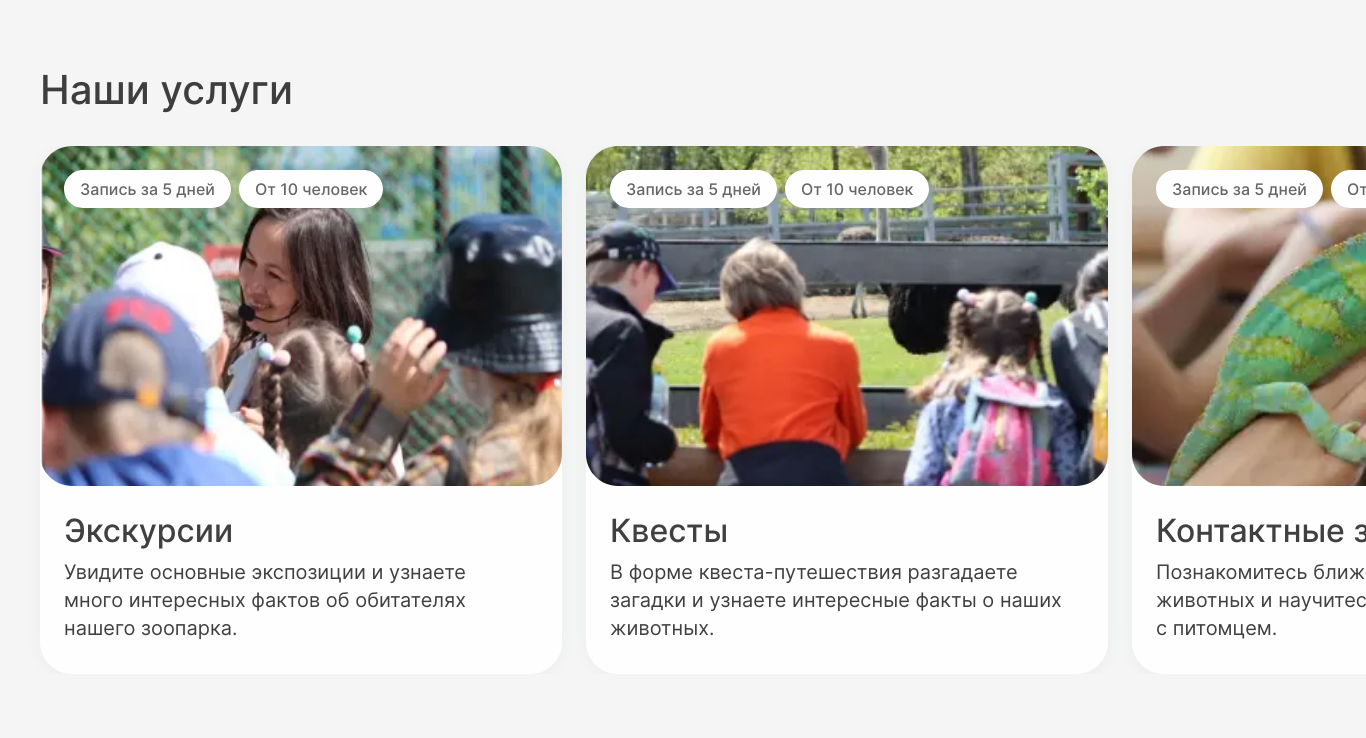 Наши услуги
Запись за 5 дней
От 10 человек
Запись за 5 дней
От 10 человек
Запись за 5 дней
От
Экскурсии
Увидите основные экспозиции и узнаете
много интересных фактов об обитателях
нашего зоопарка.
Квесты
В форме квеста-путешествия разгадаете
загадки и узнаете интересные факты о наших
животных.
Контактные
Познакомитесь
животных и
с питомцем.